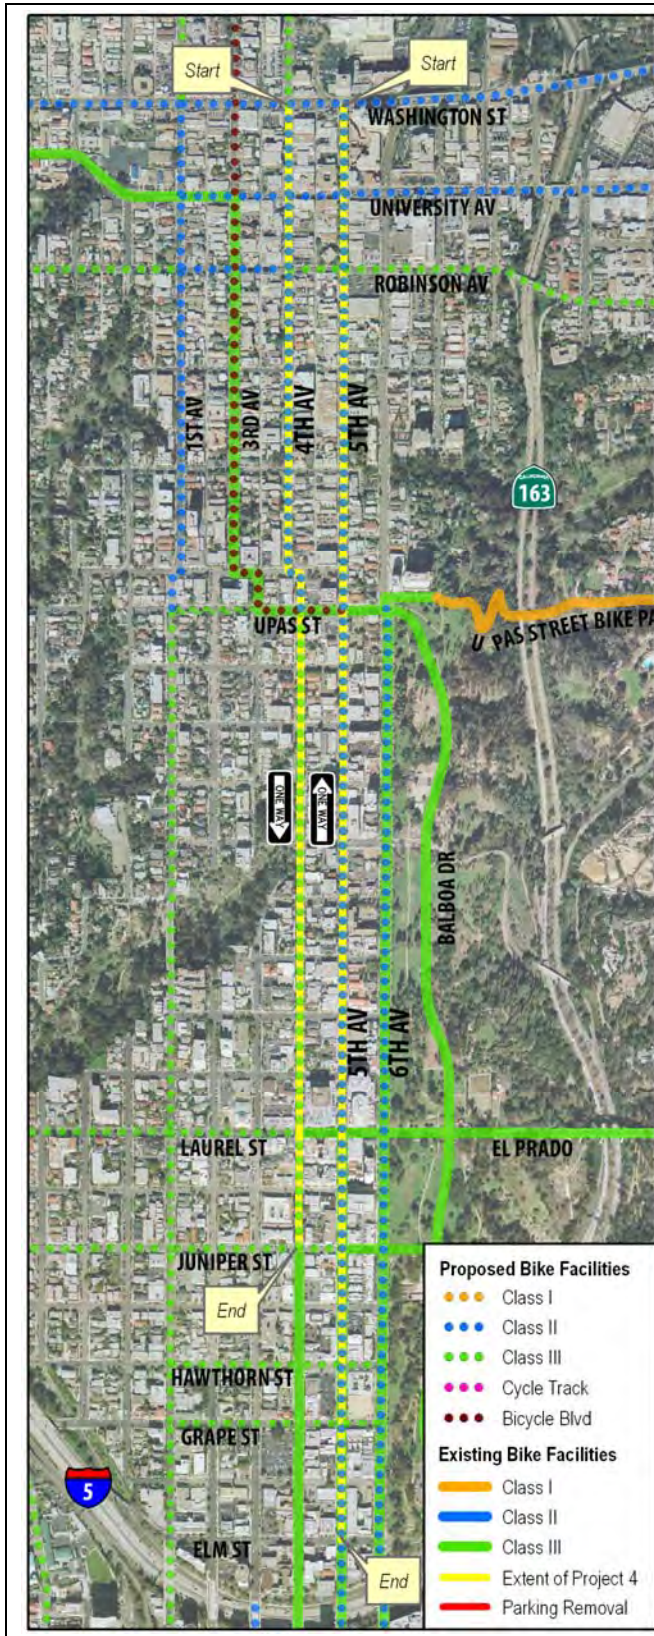 Start
Start
WASHINGTON ST
UNIVERSITY AV
ROBINSON AV
1ST AV
3RD AV
4TH AV
5TH AV
CALIFORNIA
163
UPAS ST
UPAS STREET BIKE PA
ONE WAY
ONE WAY
BALBOA DR
5TH AV
6TH AV
LAUREL ST
EL PRADO
JUNIPER ST
End
HAWTHORN ST
GRAPE ST
5
ELM ST
End
Proposed Bike Facilities
Class I
Class II
Class III
Cycle Track
Bicycle Blvd
Existing Bike Facilities
Class I
Class II
Class III
Extent of Project 4
Parking Removal